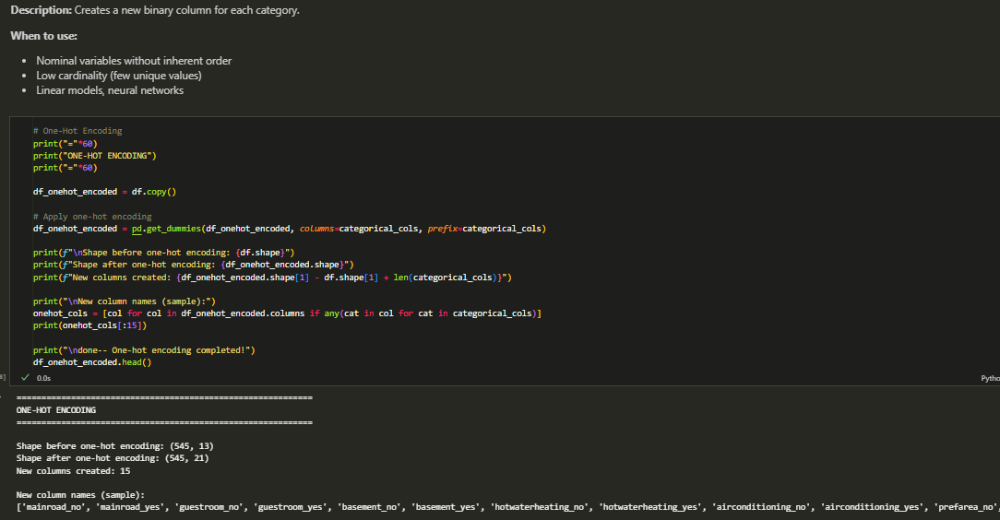 Description: Creates a new binary column for each category.
When to use:
• Nominal variables without inherent order
• Low cardinality (few unique values)
• Linear models, neural networks
# One-Hot Encoding
print("="*60)
print("ONE-HOT ENCODING")
print("="*60)
df_onehot_encoded = df.copy()
# Apply one-hot encoding
df_onehot_encoded = pd.get_dummies(df_onehot_encoded, columns=categorical_cols, prefix=categorical_cols)
print(f"\nShape before one-hot encoding: {df.shape}")
print(f"Shape after one-hot encoding: {df_onehot_encoded.shape}")
print(f"New columns created: {df_onehot_encoded.shape[1] - df.shape[1] + len(categorical_cols)}")
print("\nNew column names (sample):")
onehot_cols = [col for col in df_onehot_encoded.columns if any(cat in col for cat in categorical_cols)]
print(onehot_cols[:15])
print("\ndone-- One-hot encoding completed!")
df_onehot_encoded.head()
✓ 0.0s
Pytho
============================================================
ONE-HOT ENCODING
============================================================
Shape before one-hot encoding: (545, 13)
Shape after one-hot encoding: (545, 21)
New columns created: 15
New column names (sample):
['mainroad_no', 'mainroad_yes', 'guestroom_no', 'guestroom_yes', 'basement_no', 'basement_yes', 'hotwaterheating_no', 'hotwaterheating_yes', 'airconditioning_no', 'airconditioning_yes', 'prefarea_no',